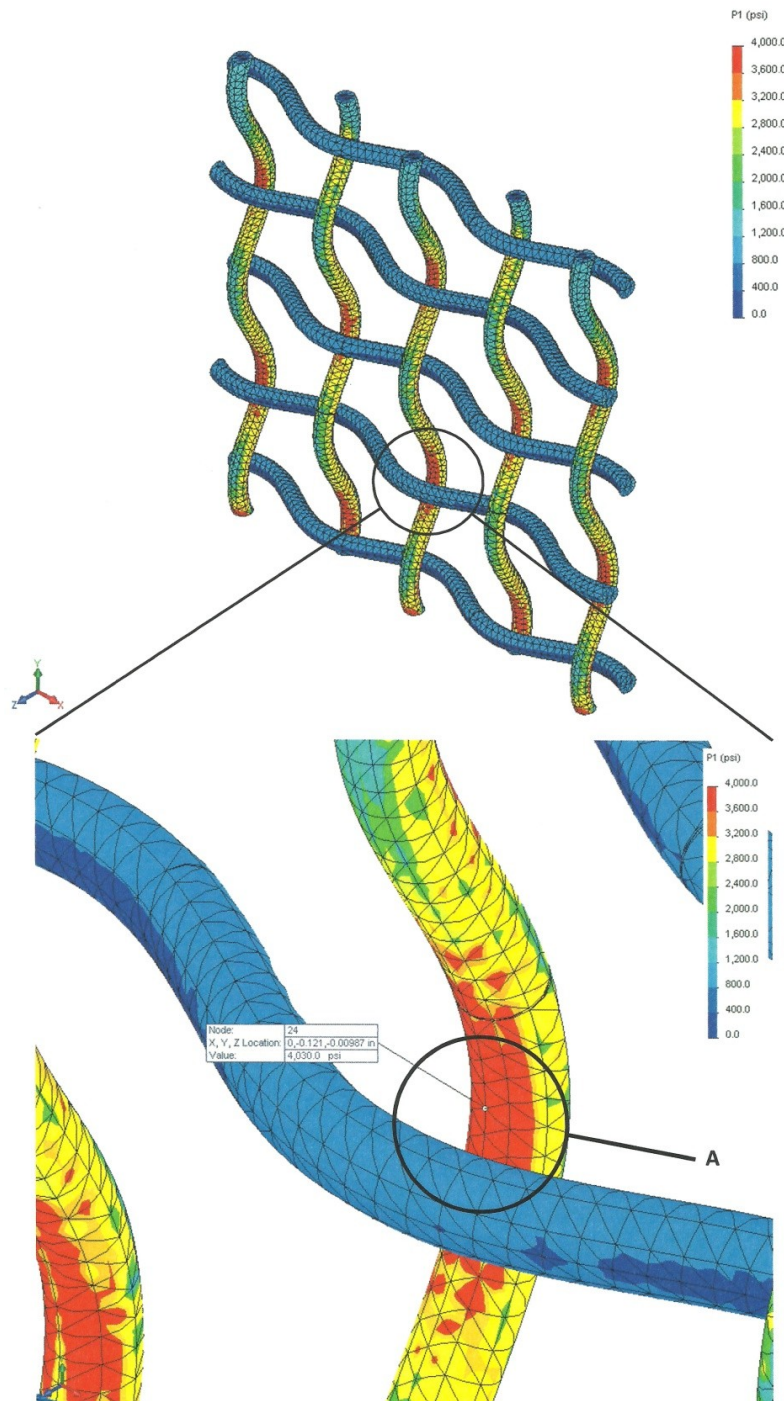 P1 (psi)
4,000.0
3,600.0
3,200.0
2,800.0
2,400.0
2,000.0
1,600.0
1,200.0
800.0
400.0
0.0
Y
Z
X
P1 (psi)
4,000.0
3,600.0
3,200.0
2,800.0
2,400.0
2,000.0
1,600.0
1,200.0
800.0
400.0
0.0
Node: 24
X, Y, Z Location: 0,-0.121,-0.00987 in
Value: 4,030.0 psi
A